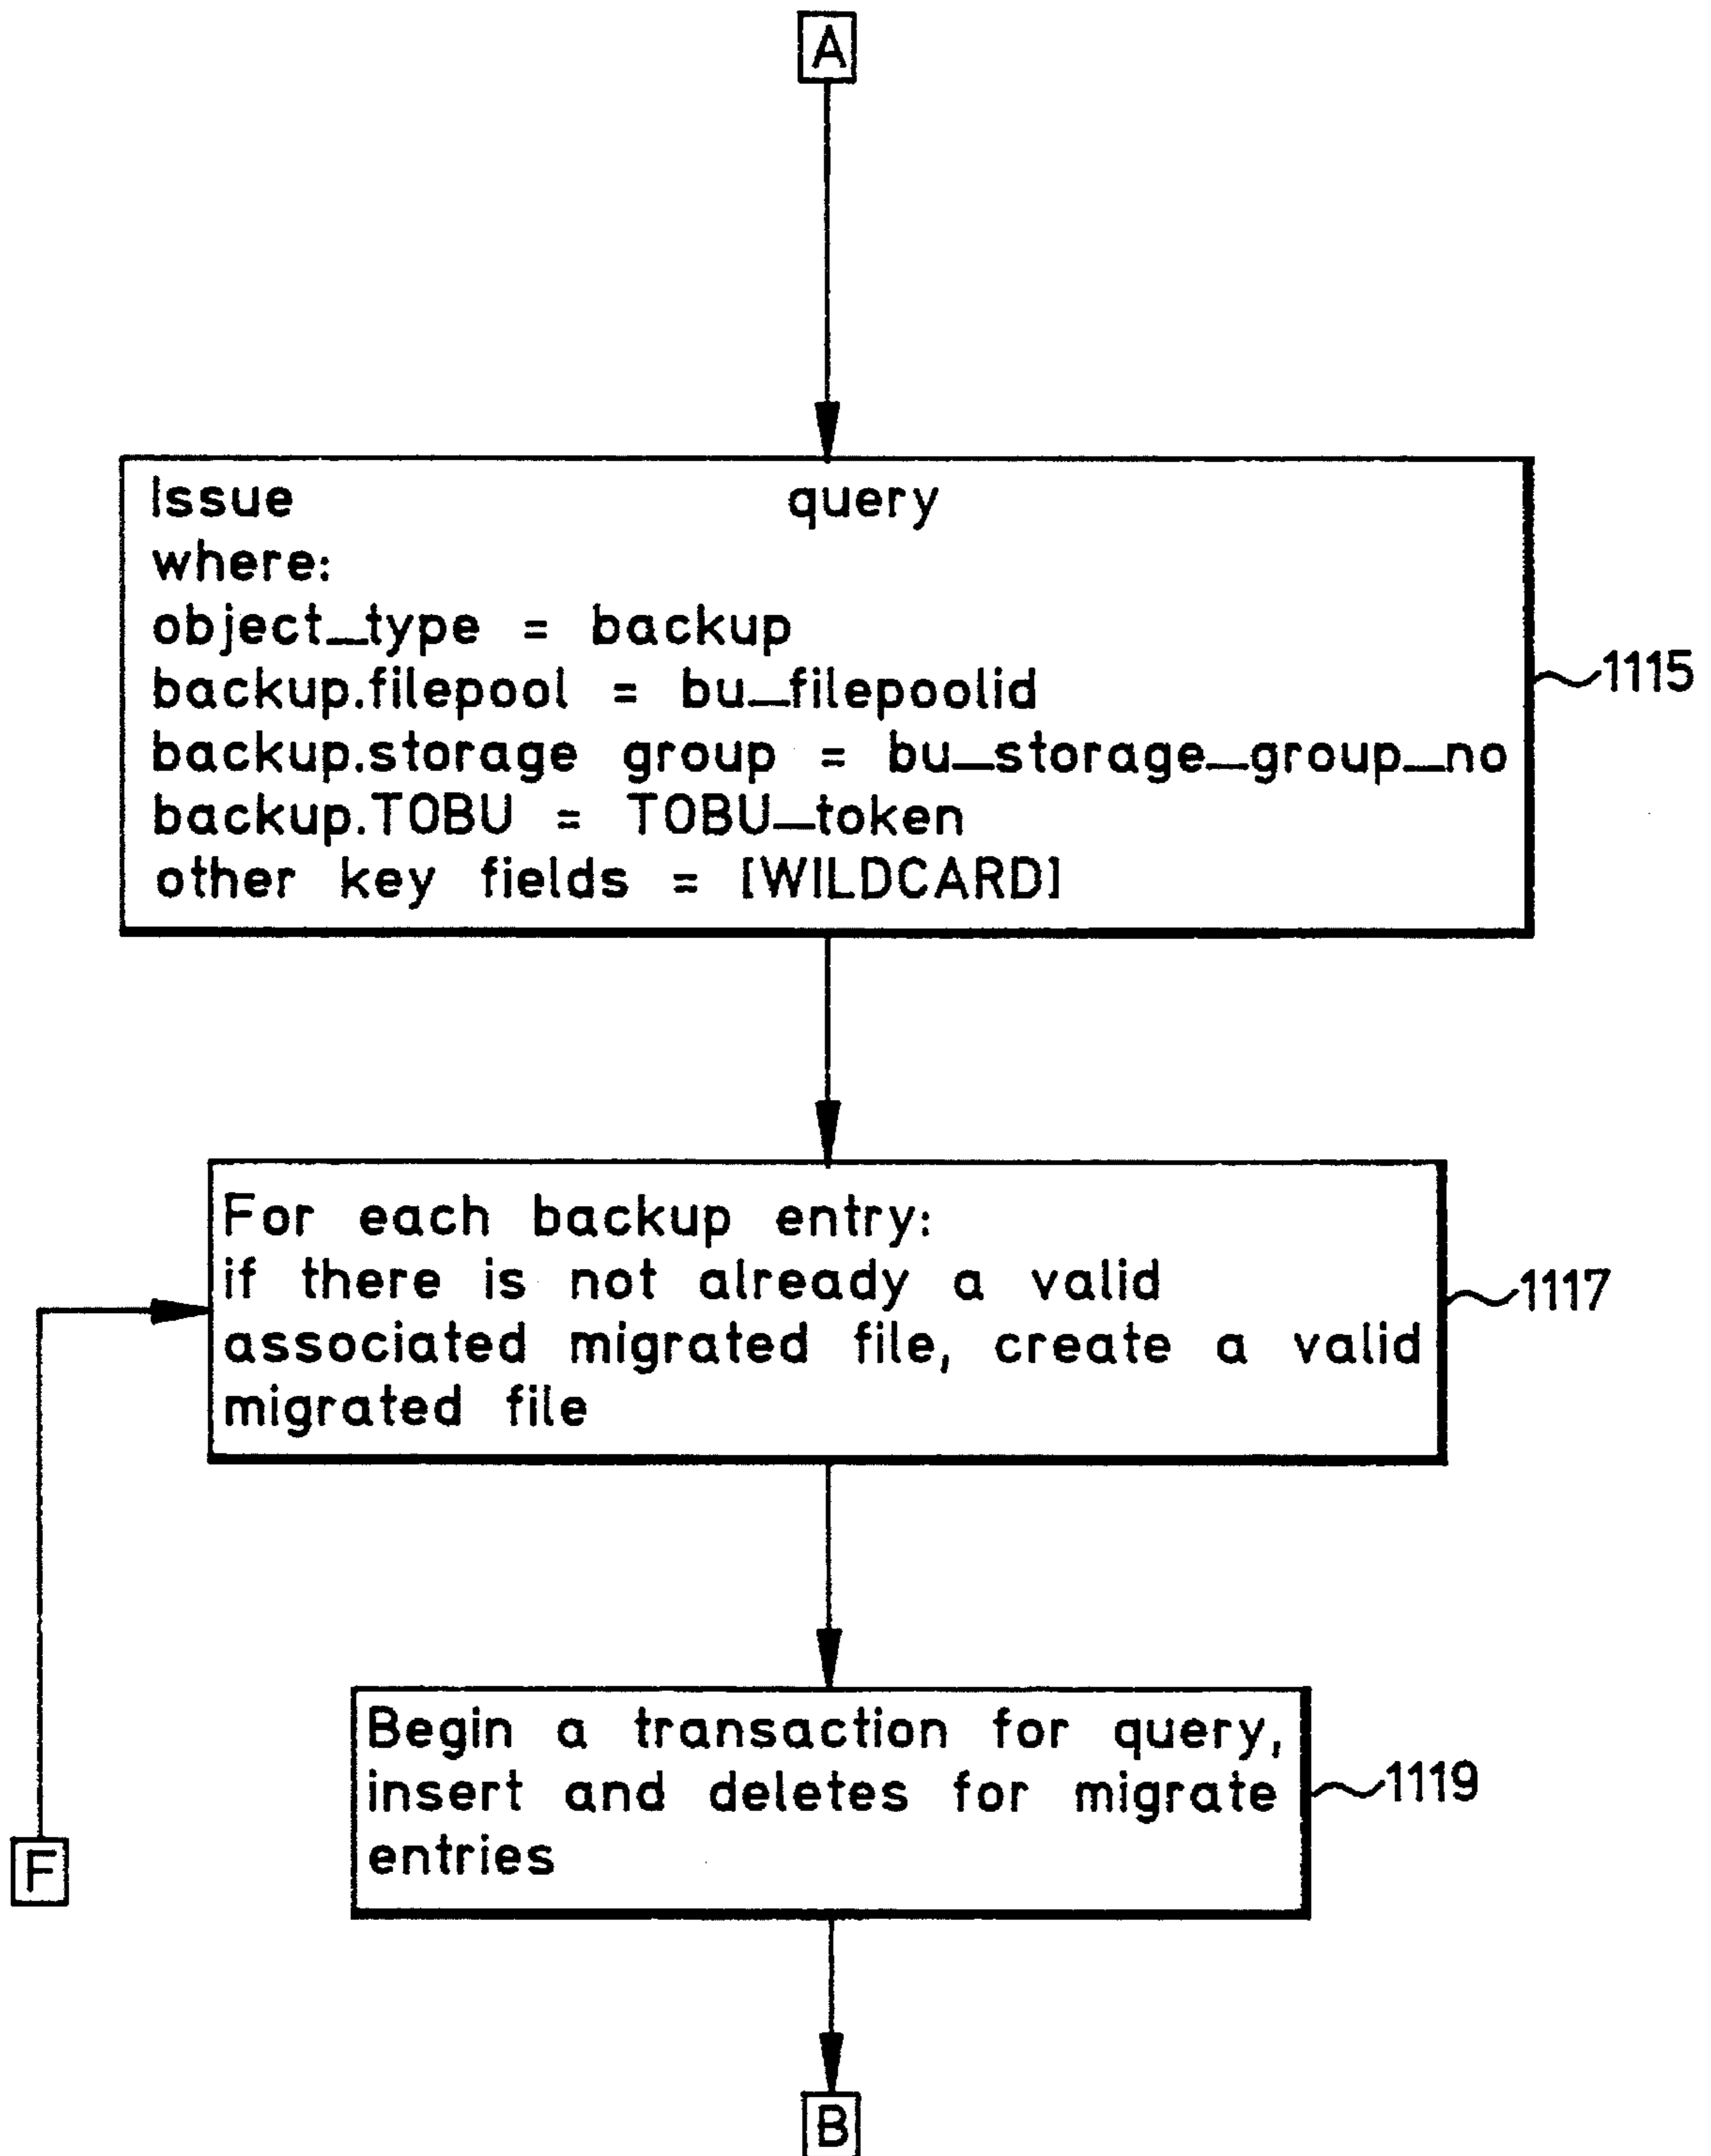 A
Issue query
where:
object_type = backup
backup.filepool = bu_filepoolid
backup.storage group = bu_storage_group_no
backup.TOBU = TOBU_token
other key fields = [WILDCARD]
1115
For each backup entry:
if there is not already a valid
associated migrated file, create a valid
migrated file
1117
Begin a transaction for query,
insert and deletes for migrate
entries
1119
F
B